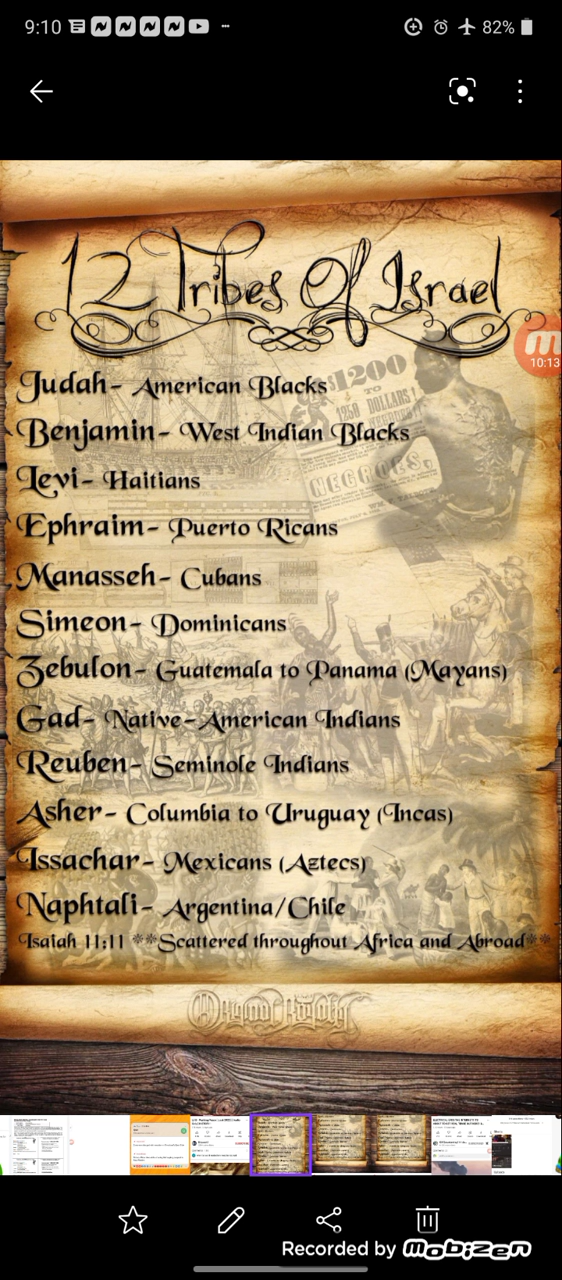 9:10
82%
12 Tribes Of Israel
10:13
$1200
TO
1250 DOLLARS!
NEGROES,
Judah- American Blacks
Benjamin- West Indian Blacks
Levi- Haitians
Ephraim- Puerto Ricans
Manasseh- Cubans
Simeon- Dominicans
Zebulon- Guatemala to Panama (Mayans)
Gad- Native-American Indians
Reuben- Seminole Indians
Asher- Columbia to Uruguay (Incas)
Issachar- Mexicans (Aztecs)
Naphtali- Argentina/Chile
Isaiah 11:11 **Scattered throughout Africa and Abroad**
Original Royalty
Recorded by Mobizen